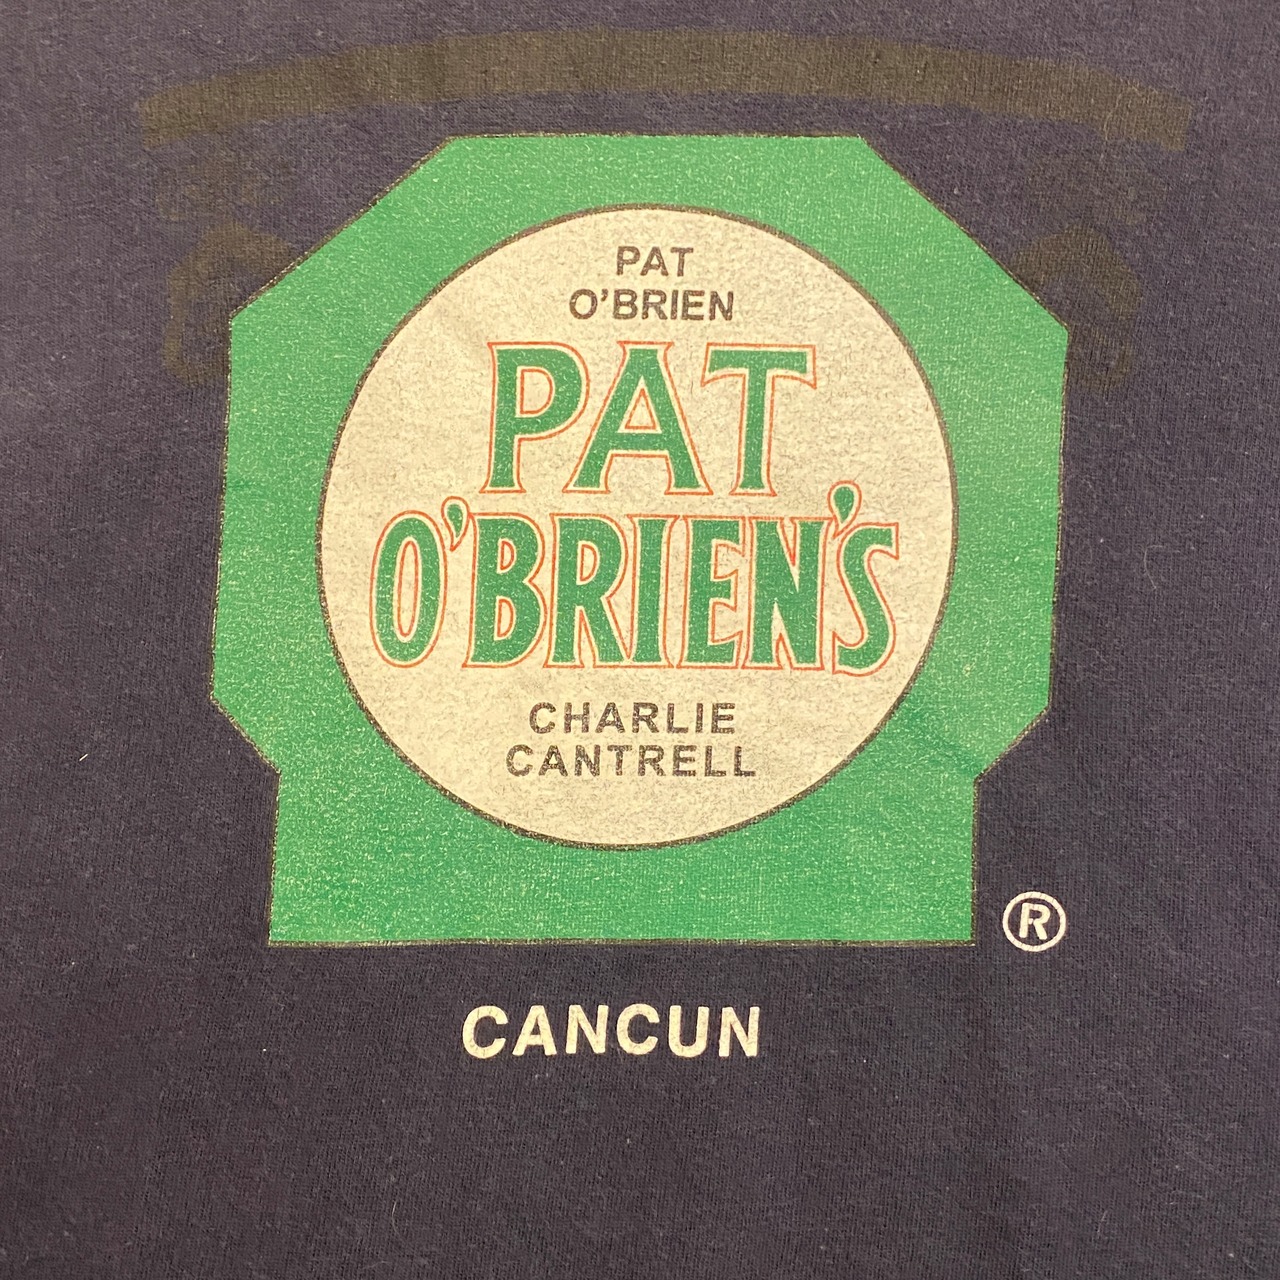 PAT
O'BRIEN
PAT
O'BRIEN'S
CHARLIE
CANTRELL
®
CANCUN